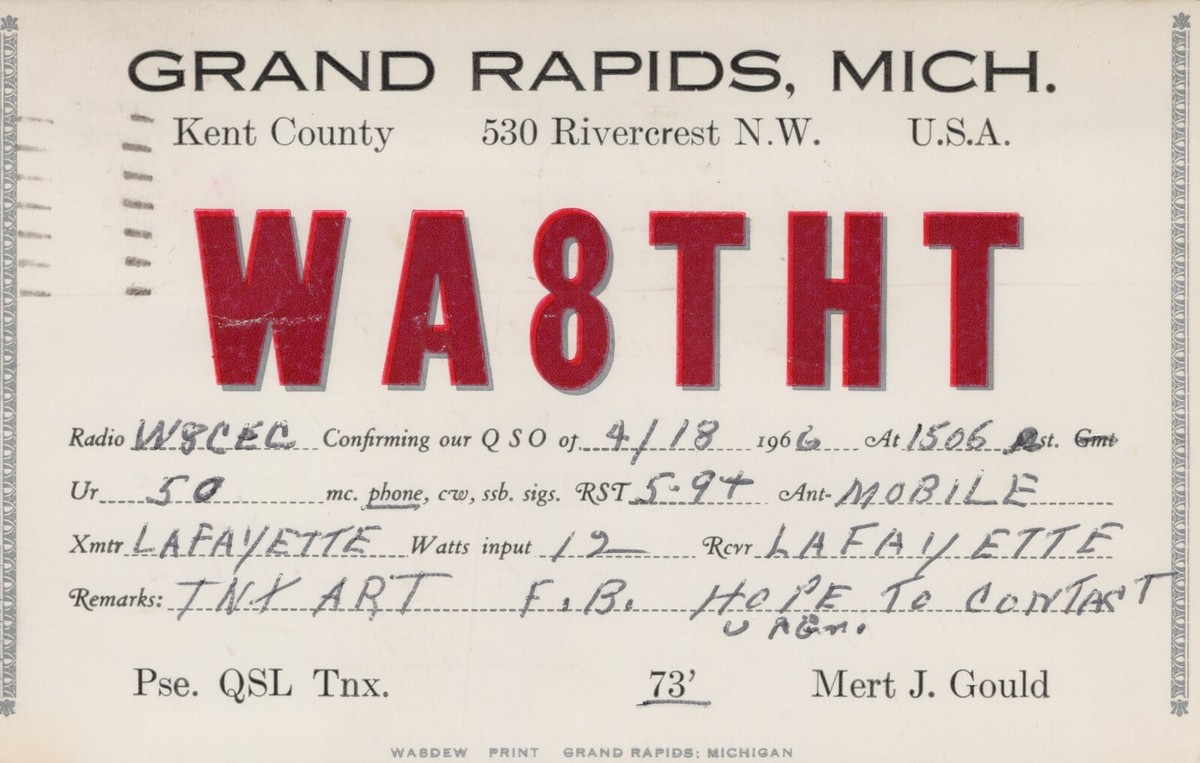 GRAND RAPIDS, MICH.
Kent County 530 Rivercrest N.W. U.S.A.
WA8THT
Radio W8CEC Confirming our QSO of 4/18 1966 At 1506 est. Gmt
Ur 50 mc. phone, cw, ssb. sigs. RST 5-9+ Ant- MOBILE
Xmtr LAFAYETTE Watts input 12 Rcvr LAFAYETTE
Remarks: TNX ART F.B. HOPE TO CONTACT
U AGn.
Pse. QSL Tnx. 73' Mert J. Gould
WA8DEW PRINT GRAND RAPIDS; MICHIGAN